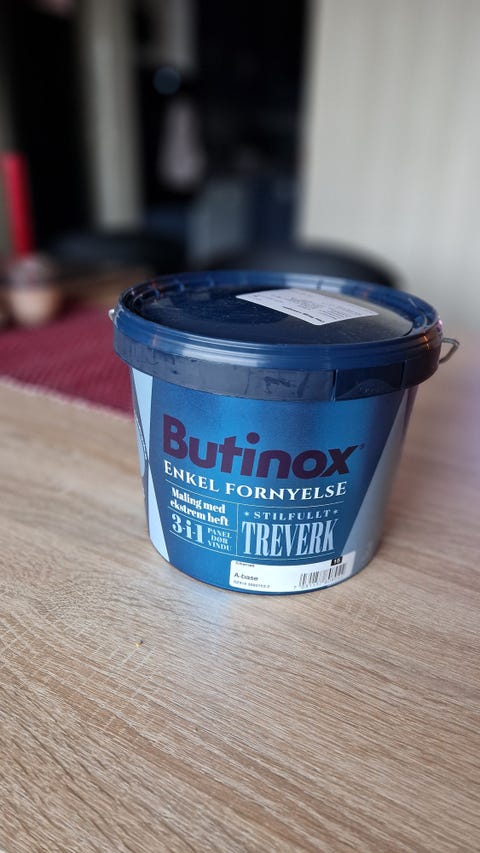 Butinox
ENKEL FORNYELSE
Maling med
ekstrem heft
3-i-1 PANEL
DØR
VINDU
* STILFULLT *
TREVERK
A-base